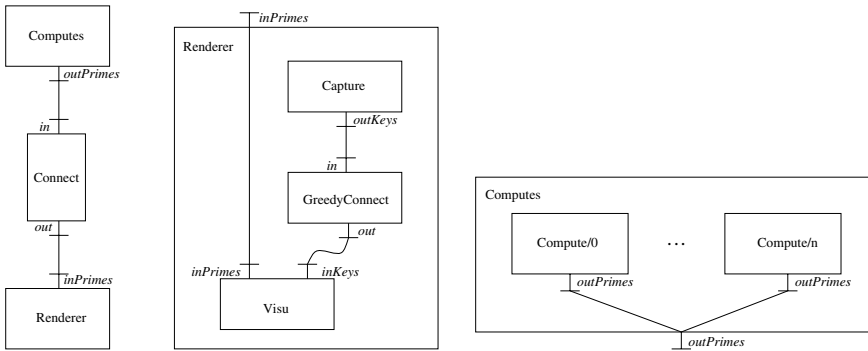 Computes
outPrimes
in
Connect
out
inPrimes
Renderer
inPrimes
Renderer
Capture
outKeys
in
GreedyConnect
out
inPrimes
inKeys
Visu
Computes
Compute/0
...
Compute/n
outPrimes
outPrimes
outPrimes